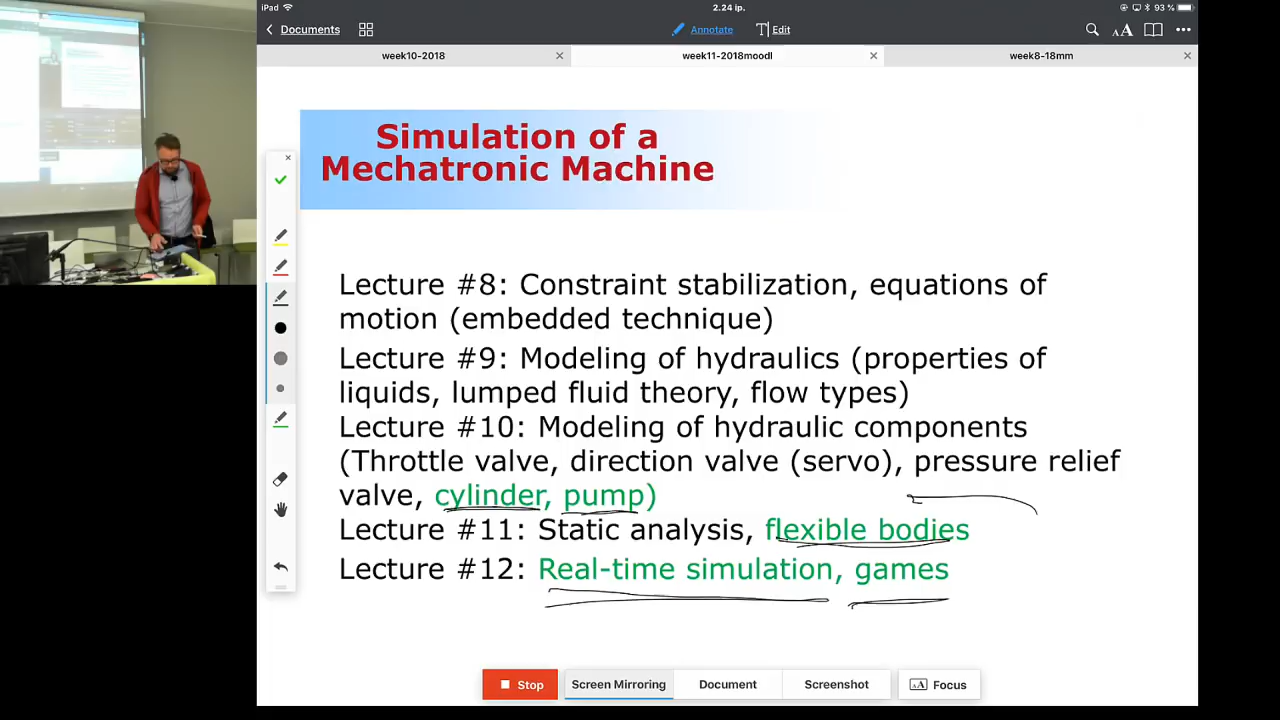 iPad
2.24 ip.
93 %
Documents
Annotate
Edit
AA
week10-2018
week11-2018moodl
week8-18mm
Simulation of a
Mechatronic Machine
Lecture #8: Constraint stabilization, equations of
motion (embedded technique)
Lecture #9: Modeling of hydraulics (properties of
liquids, lumped fluid theory, flow types)
Lecture #10: Modeling of hydraulic components
(Throttle valve, direction valve (servo), pressure relief
valve, cylinder, pump)
Lecture #11: Static analysis, flexible bodies
Lecture #12: Real-time simulation, games
Stop
Screen Mirroring
Document
Screenshot
AA Focus